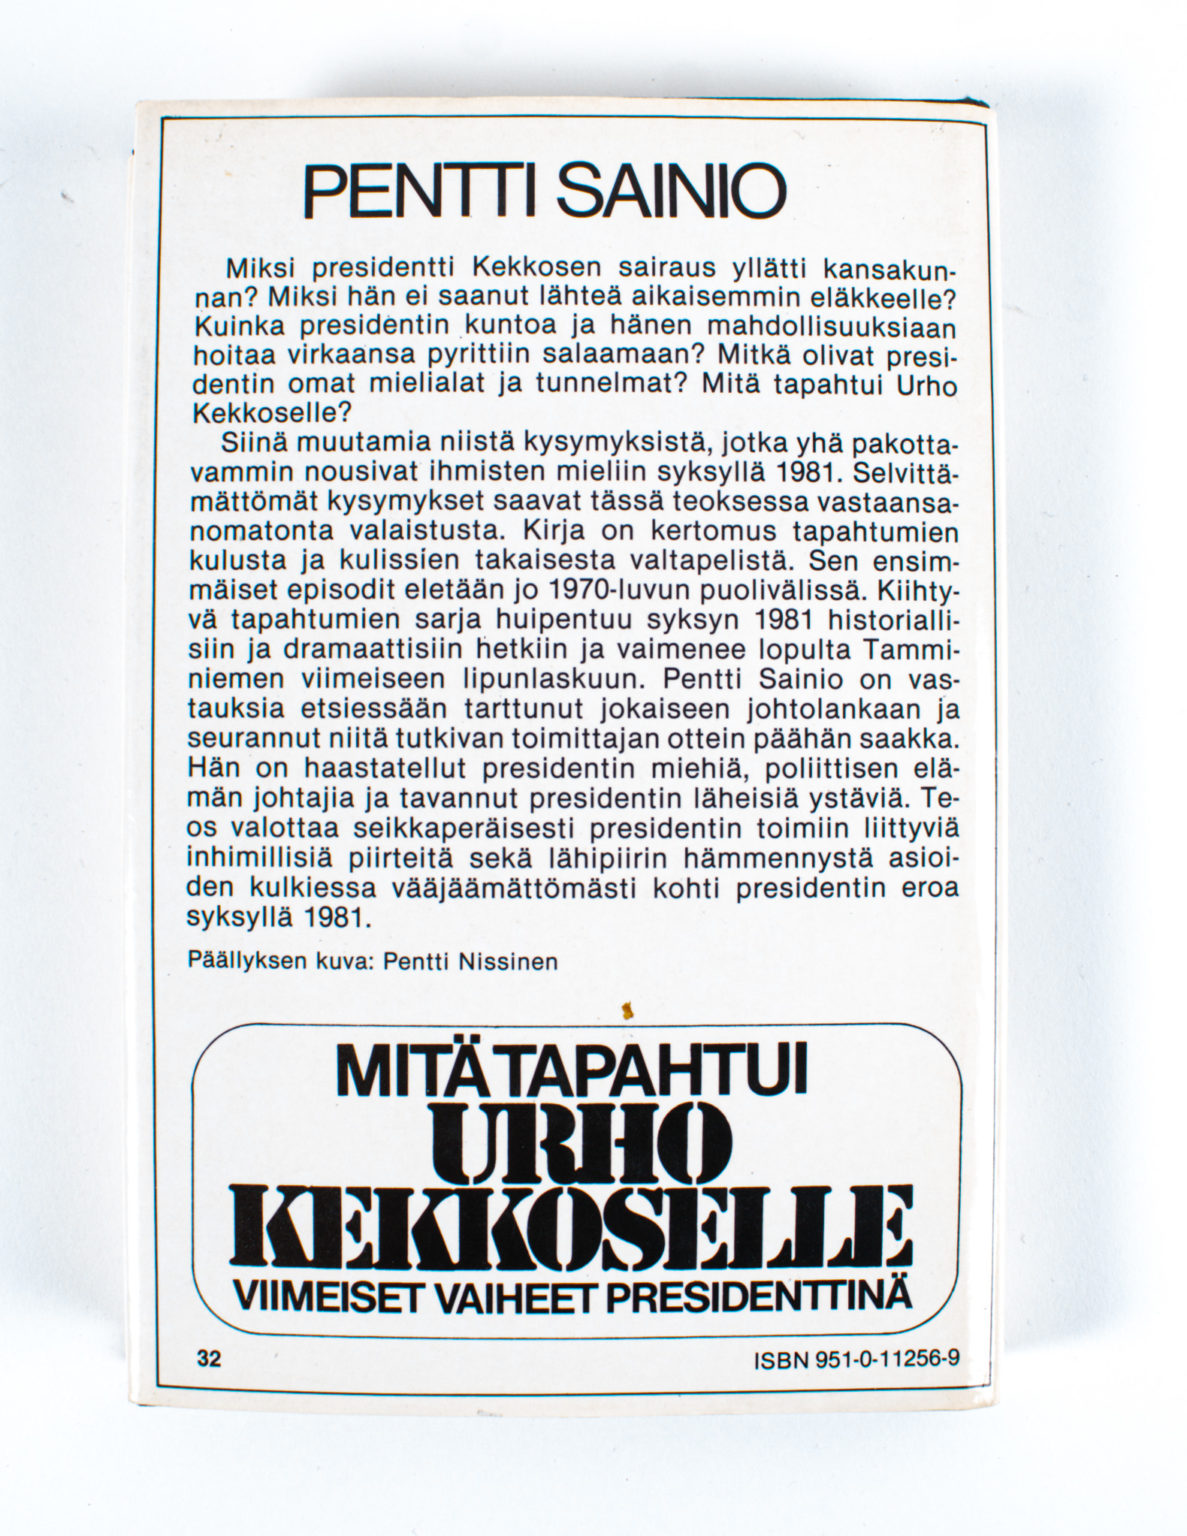 PENTTI SAINIO
Miksi presidentti Kekkosen sairaus yllätti kansakun-
nan? Miksi hän ei saanut lähteä aikaisemmin eläkkeelle?
Kuinka presidentin kuntoa ja hänen mahdollisuuksiaan
hoitaa virkaansa pyrittiin salaamaan? Mitkä olivat presi-
dentin omat mielialat ja tunnelmat? Mitä tapahtui Urho
Kekkoselle?
Siinä muutamia niistä kysymyksistä, jotka yhä pakotta-
vammin nousivat ihmisten mieliin syksyllä 1981. Selvittä-
mättömät kysymykset saavat tässä teoksessa vastaansa-
nomatonta valaistusta. Kirja on kertomus tapahtumien
kulusta ja kulissien takaisesta valtapelistä. Sen ensim-
mäiset episodit eletään jo 1970-luvun puolivälissä. Kiihty-
vä tapahtumien sarja huipentuu syksyn 1981 historialli-
siin ja dramaattisiin hetkiin ja vaimenee lopulta Tammi-
niemen viimeiseen lipunlaskuun. Pentti Sainio on vas-
tauksia etsiessään tarttunut jokaiseen johtolankaan ja
seurannut niitä tutkivan toimittajan ottein päähän saakka.
Hän on haastatellut presidentin miehiä, poliittisen elä-
män johtajia ja tavannut presidentin läheisiä ystäviä. Te-
os valottaa seikkaperäisesti presidentin toimiin liittyviä
inhimillisiä piirteitä sekä lähipiirin hämmennystä asioi-
den kulkiessa vääjäämättömästi kohti presidentin eroa
syksyllä 1981.
Päällyksen kuva: Pentti Nissinen
MITÄ TAPAHTUI
URHO
KEKKOSELLE
VIIMEISET VAIHEET PRESIDENTTINÄ
32
ISBN 951-0-11256-9